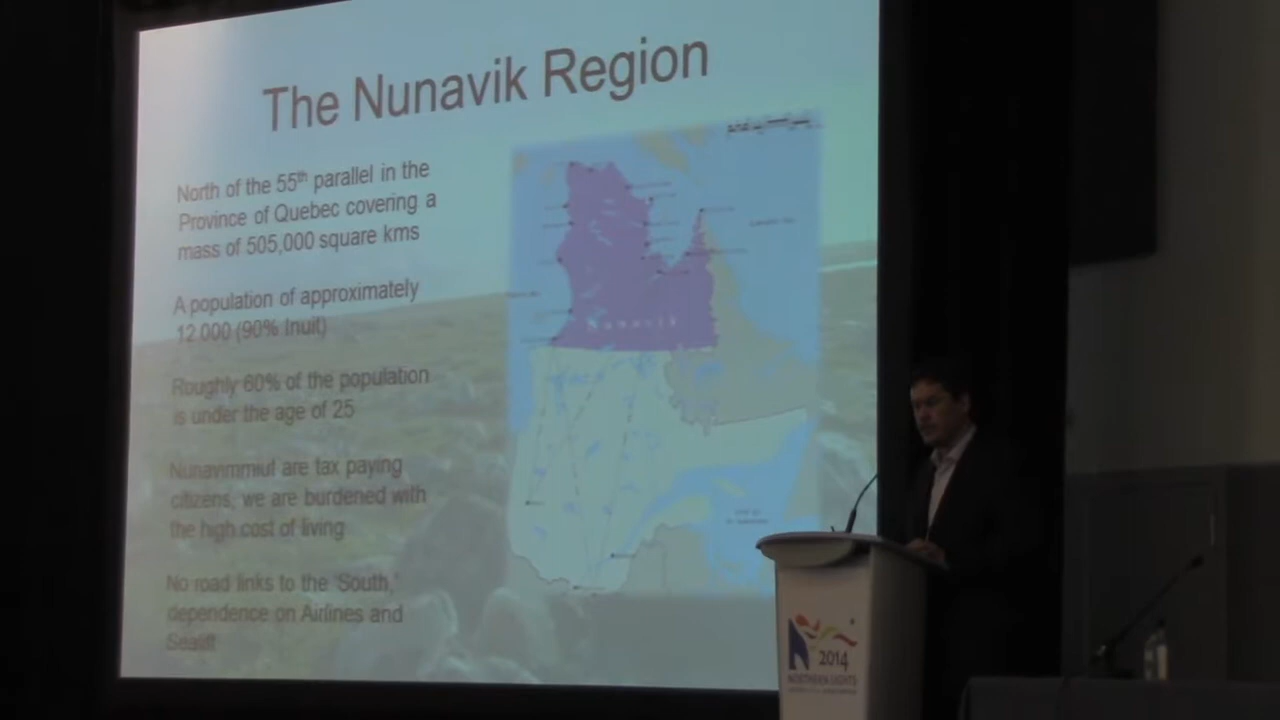 The Nunavik Region
North of the 55th parallel in the
Province of Quebec covering a
mass of 505,000 square kms
A population of approximately
12 000 (90% Inuit)
Roughly 60% of the population
is under the age of 25
Nunavimmiut are tax paying
citizens, we are burdened with
the high cost of living
No road links to the 'South,'
dependence on Airlines and
Sealift
Nunavik
2014
NORTHERN LIGHTS